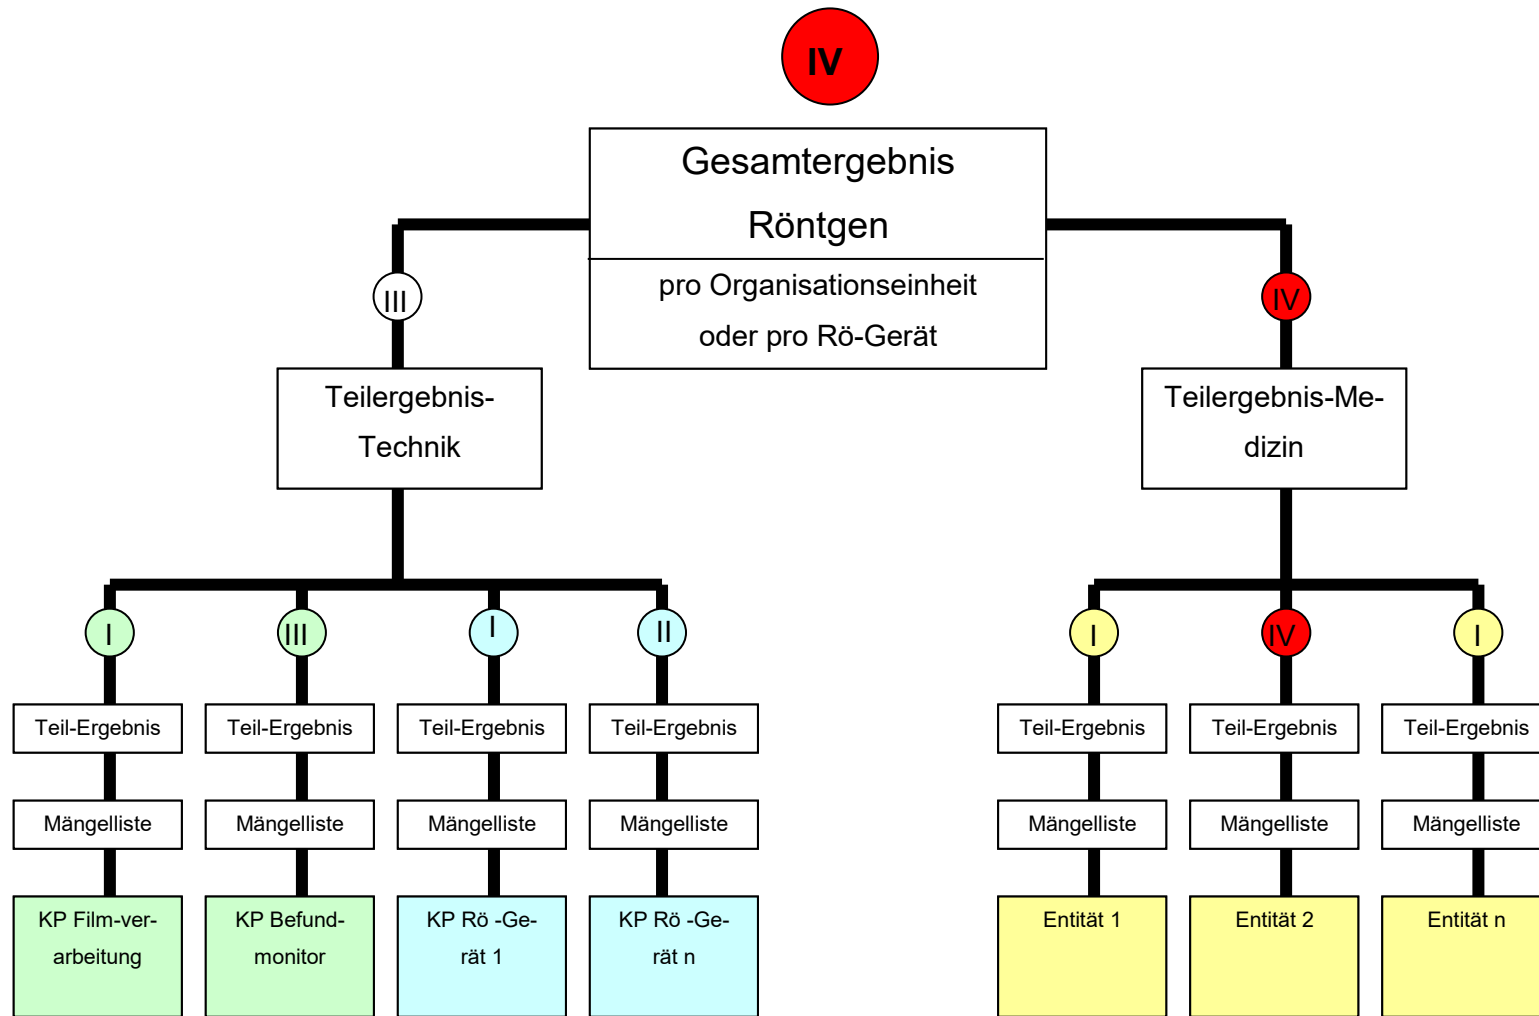 IV
Gesamtergebnis
Röntgen
pro Organisationseinheit
oder pro Rö-Gerät
III
IV
Teilergebnis-
Technik
Teilergebnis-Me-
dizin
I
III
I
II
I
IV
I
Teil-Ergebnis
Teil-Ergebnis
Teil-Ergebnis
Teil-Ergebnis
Teil-Ergebnis
Teil-Ergebnis
Teil-Ergebnis
Mängelliste
Mängelliste
Mängelliste
Mängelliste
Mängelliste
Mängelliste
Mängelliste
KP Film-ver-
arbeitung
KP Befund-
monitor
KP Rö -Ge-
rät 1
KP Rö -Ge-
rät n
Entität 1
Entität 2
Entität n